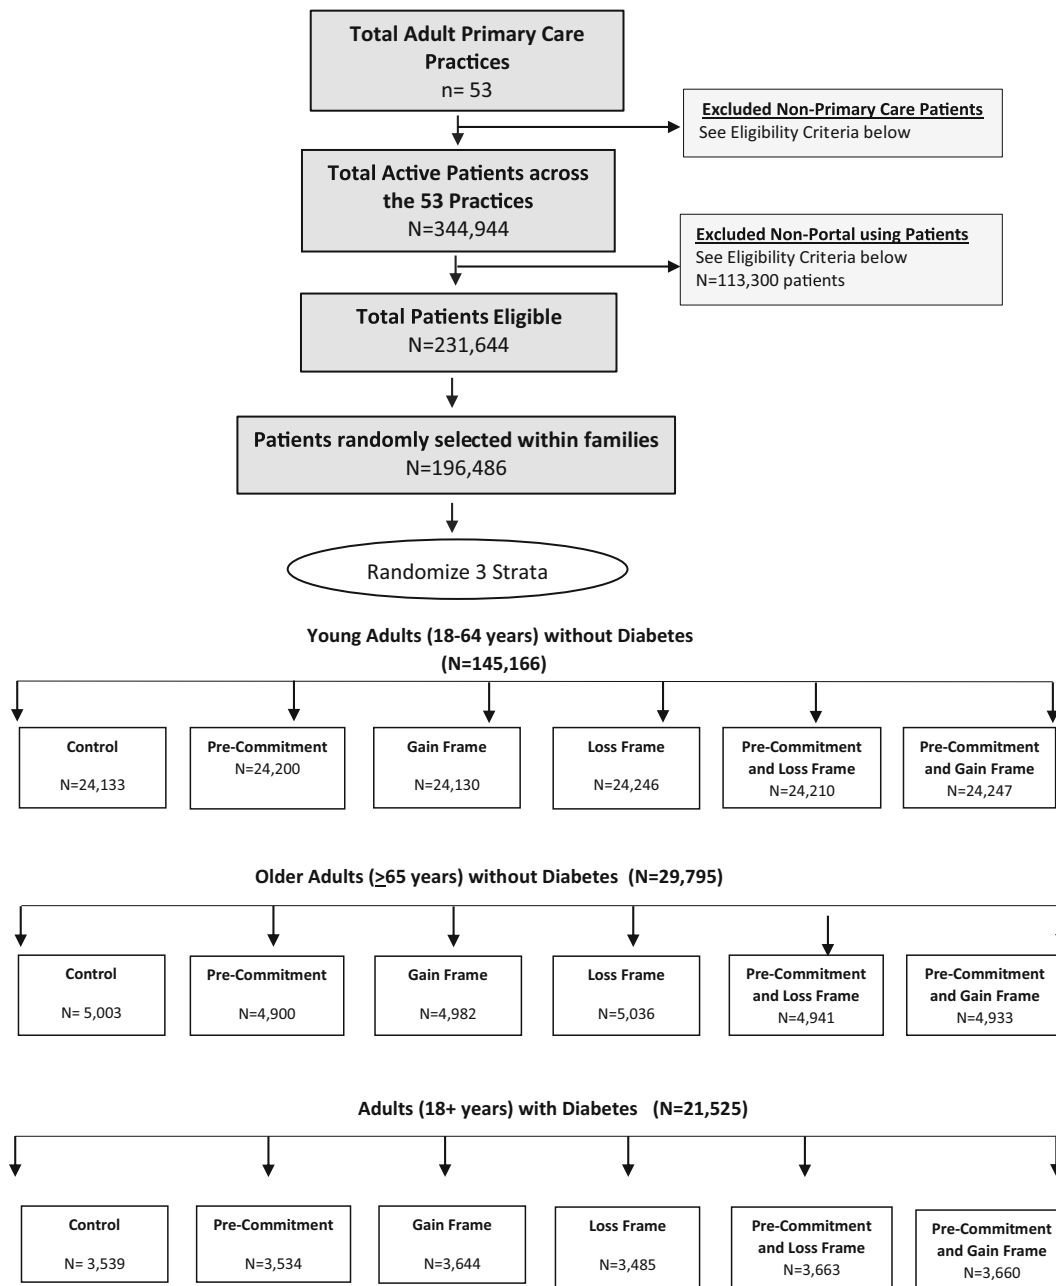 Total Adult Primary Care
Practices
n= 53
Excluded Non-Primary Care Patients
See Eligibility Criteria below
Total Active Patients across
the 53 Practices
N=344,944
Excluded Non-Portal using Patients
See Eligibility Criteria below
N=113,300 patients
Total Patients Eligible
N=231,644
Patients randomly selected within families
N=196,486
Randomize 3 Strata
Young Adults (18-64 years) without Diabetes
(N=145,166)
Control
N=24,133
Pre-Commitment
N=24,200
Gain Frame
N=24,130
Loss Frame
N=24,246
Pre-Commitment
and Loss Frame
N=24,210
Pre-Commitment
and Gain Frame
N=24,247
Older Adults (≥65 years) without Diabetes (N=29,795)
Control
N= 5,003
Pre-Commitment
N=4,900
Gain Frame
N=4,982
Loss Frame
N=5,036
Pre-Commitment
and Loss Frame
N=4,941
Pre-Commitment
and Gain Frame
N=4,933
Adults (18+ years) with Diabetes (N=21,525)
Control
N= 3,539
Pre-Commitment
N=3,534
Gain Frame
N=3,644
Loss Frame
N=3,485
Pre-Commitment
and Loss Frame
N=3,663
Pre-Commitment
and Gain Frame
N=3,660